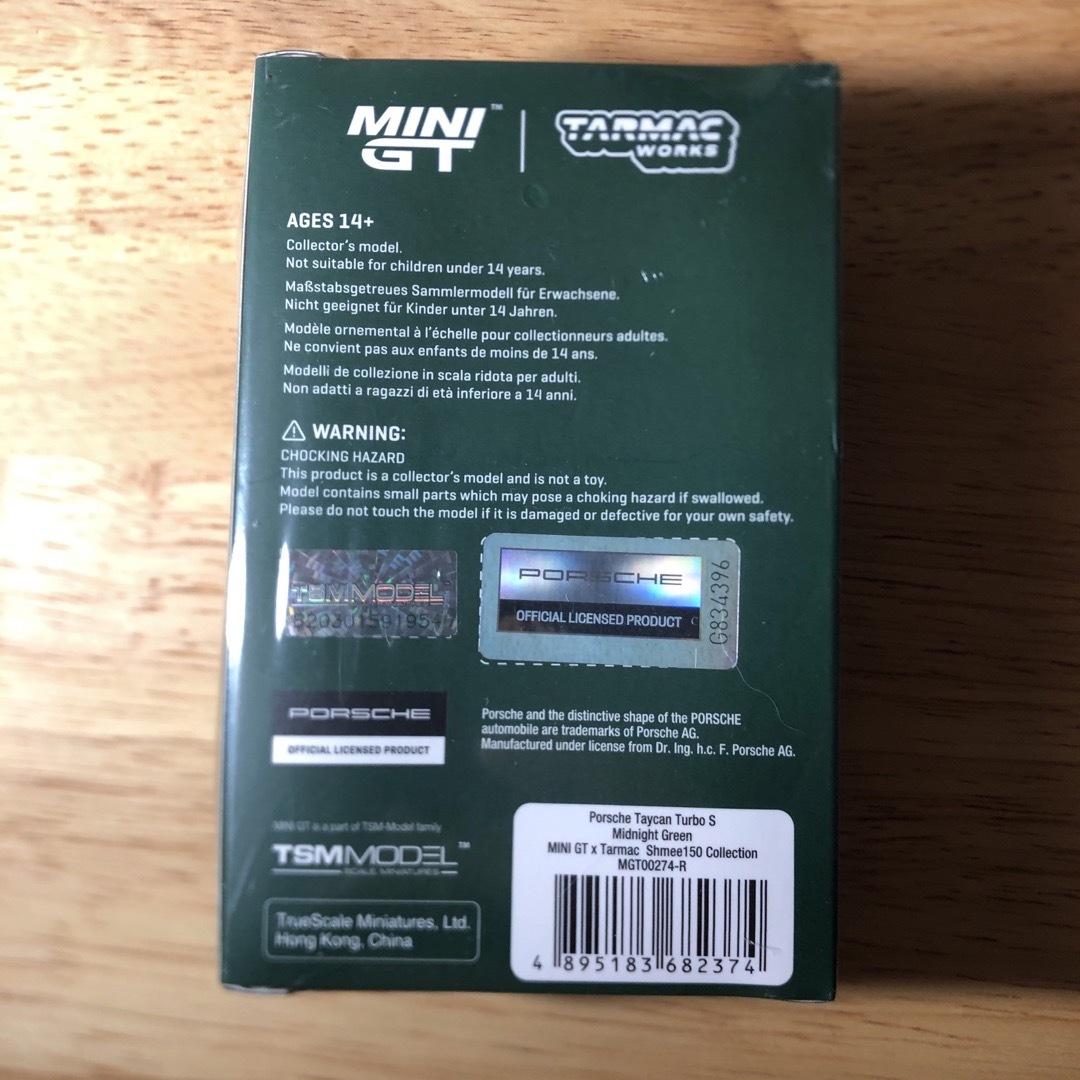 MINI GT™ | TARMAC WORKS
AGES 14+
Collector's model.
Not suitable for children under 14 years.
Maßstabsgetreues Sammlermodell für Erwachsene.
Nicht geeignet für Kinder unter 14 Jahren.
Modèle ornemental à l'échelle pour collectionneurs adultes.
Ne convient pas aux enfants de moins de 14 ans.
Modelli de collezione in scala ridota per adulti.
Non adatti a ragazzi di età inferiore a 14 anni.
WARNING:
CHOCKING HAZARD
This product is a collector's model and is not a toy.
Model contains small parts which may pose a choking hazard if swallowed.
Please do not touch the model if it is damaged or defective for your own safety.
TSMMODEL
PORSCHE
OFFICIAL LICENSED PRODUCT
G834396
PORSCHE
OFFICIAL LICENSED PRODUCT
Porsche and the distinctive shape of the PORSCHE
automobile are trademarks of Porsche AG.
Manufactured under license from Dr. Ing. h.c. F. Porsche AG.
MINI GT is a part of TSM-Model family
TSMMODEL™
SCALE MINIATURES
TrueScale Miniatures, Ltd.
Hong Kong, China
Porsche Taycan Turbo S
Midnight Green
MINI GT x Tarmac Shmee150 Collection
MGT00274-R
4 895183 682374